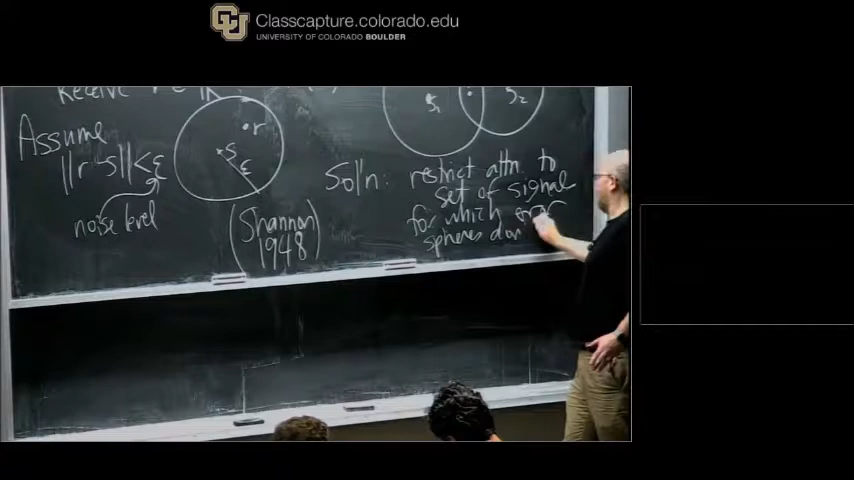 Classcapture.colorado.edu
UNIVERSITY OF COLORADO BOULDER
Receive r
Assume
||r-s||<ε
noise level
r
s
ε
(Shannon
1948)
s1
s2
Sol'n: restrict attn. to
set of signal
for which error
spheres don